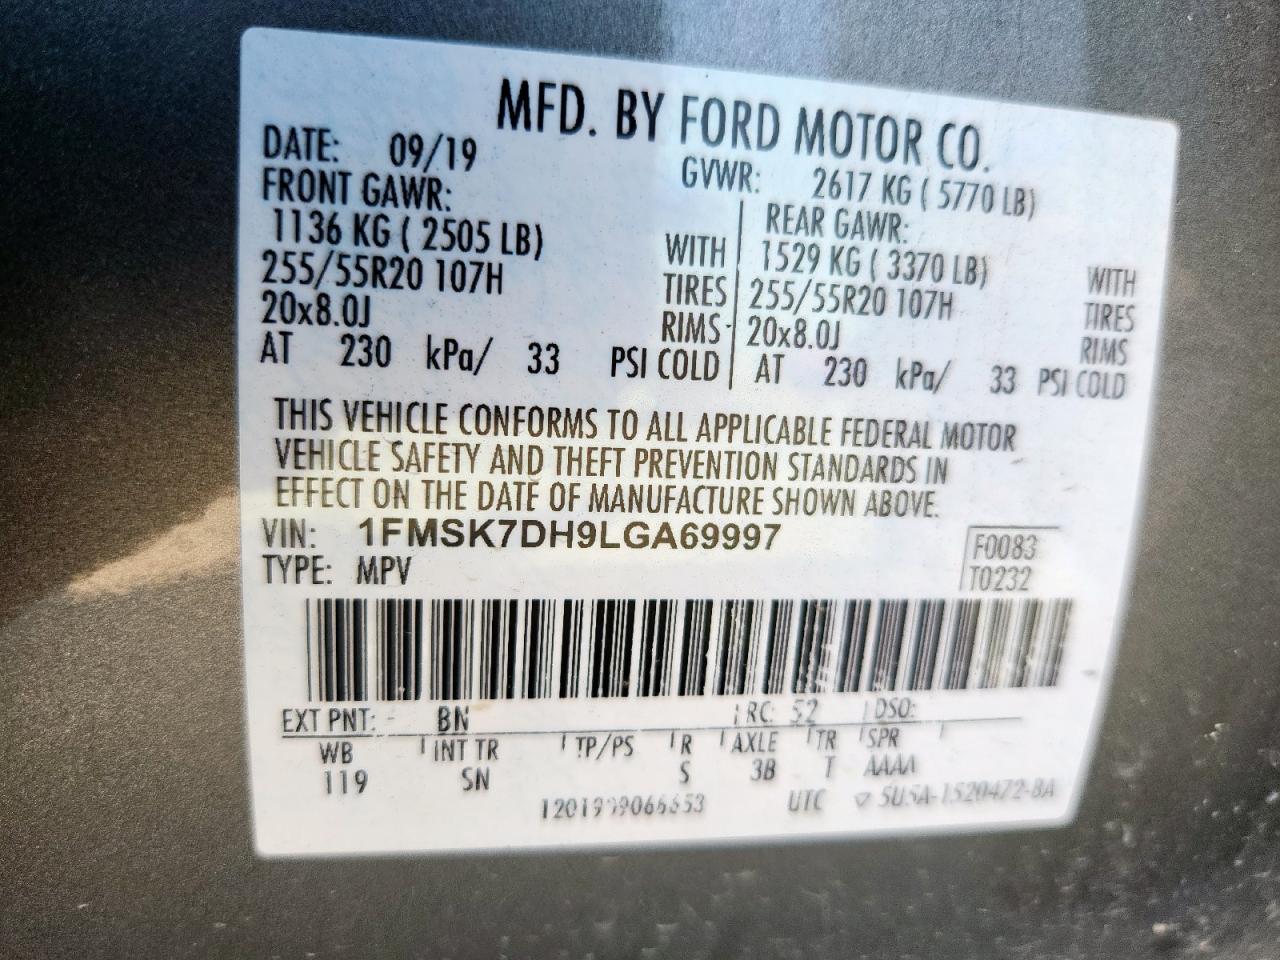 MFD. BY FORD MOTOR CO.
DATE: 09/19 GVWR: 2617 KG ( 5770 LB)
FRONT GAWR: REAR GAWR:
1136 KG ( 2505 LB) WITH 1529 KG ( 3370 LB) WITH
255/55R20 107H TIRES 255/55R20 107H TIRES
20x8.0J RIMS 20x8.0J RIMS
AT 230 kPa/ 33 PSI COLD AT 230 kPa/ 33 PSI COLD
THIS VEHICLE CONFORMS TO ALL APPLICABLE FEDERAL MOTOR
VEHICLE SAFETY AND THEFT PREVENTION STANDARDS IN
EFFECT ON THE DATE OF MANUFACTURE SHOWN ABOVE.
VIN: 1FMSK7DH9LGA69997
TYPE: MPV
F0083
T0232
EXT PNT: BN RC: 52 DSO:
WB INT TR TP/PS R AXLE TR SPR
119 SN S 3B T AAAA
UTC 5U5A-1520472-BA